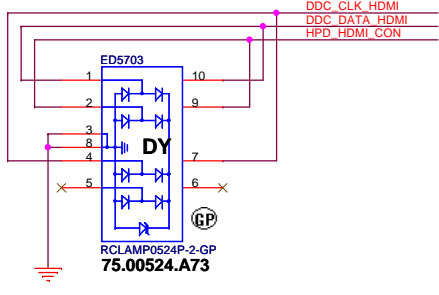 DDC_CLK_HDMI
DDC_DATA_HDMI
HPD_HDMI_CON
ED5703
1 10
2 9
3
8
DY
4 7
5 6
GP
RCLAMP0524P-2-GP
75.00524.A73